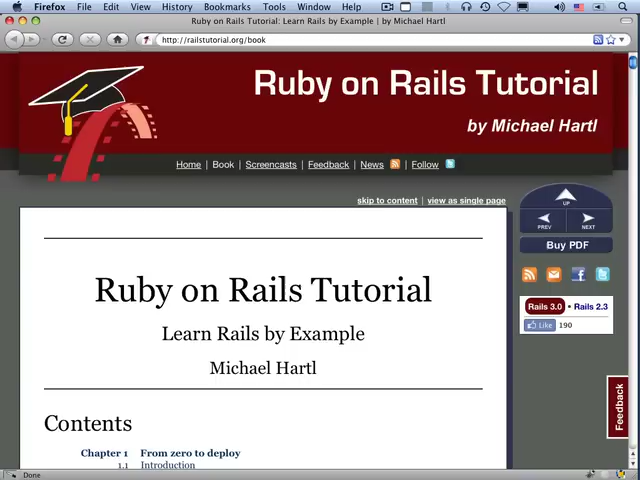 Firefox File Edit View History Bookmarks Tools Window Help
Ruby on Rails Tutorial: Learn Rails by Example | by Michael Hartl
http://railstutorial.org/book
Ruby on Rails Tutorial
by Michael Hartl
Home | Book | Screencasts | Feedback | News | Follow
skip to content | view as single page
UP
PREV NEXT
Buy PDF
Rails 3.0 • Rails 2.3
Like 190
Ruby on Rails Tutorial
Learn Rails by Example
Michael Hartl
Feedback
Contents
Chapter 1 From zero to deploy
1.1 Introduction
Done